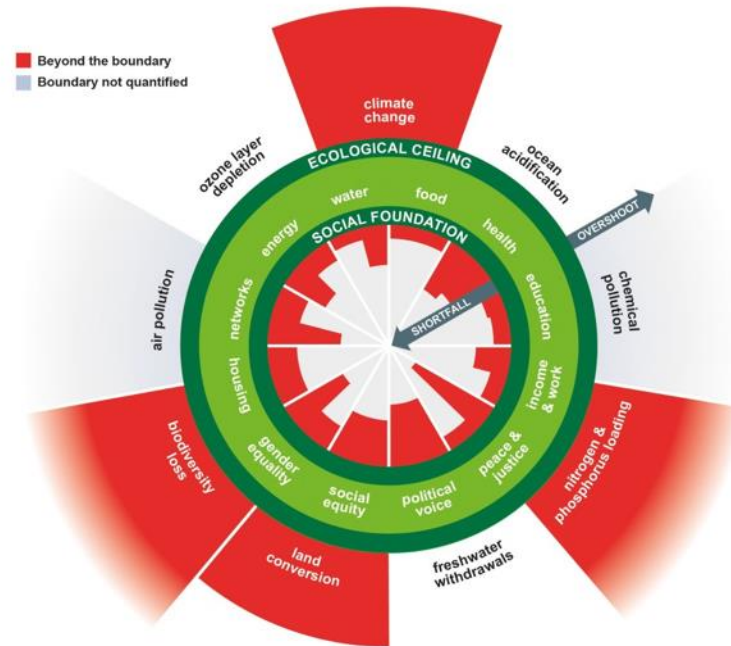 Beyond the boundary
Boundary not quantified
climate
change
ozone layer
depletion
ocean
acidification
ECOLOGICAL CEILING
OVERSHOOT
water
food
energy
health
SOCIAL FOUNDATION
SHORTFALL
networks
education
air pollution
chemical
pollution
housing
income
& work
gender
equality
peace &
justice
social
equity
political
voice
biodiversity
loss
nitrogen &
phosphorus loading
land
conversion
freshwater
withdrawals